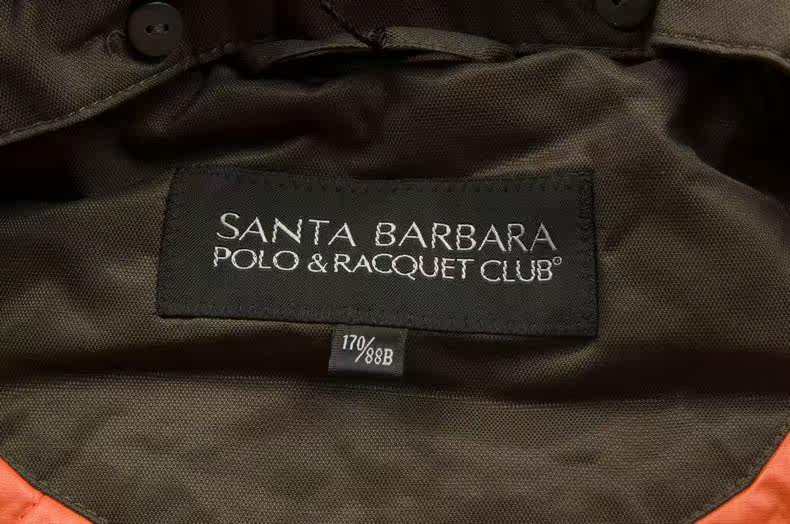 SANTA BARBARA
POLO & RACQUET CLUB©
170/88B